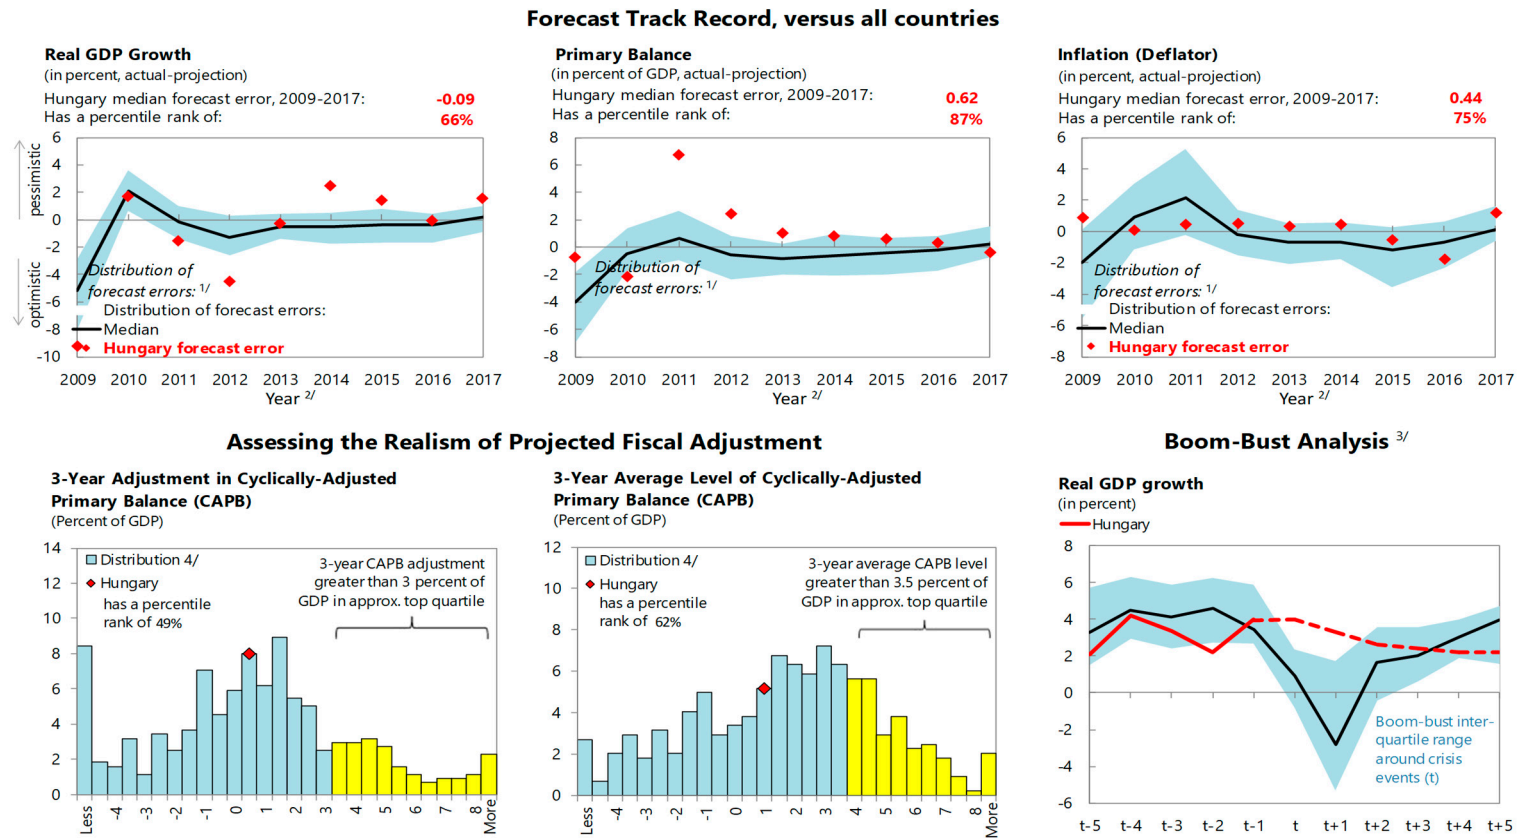 Forecast Track Record, versus all countries
Real GDP Growth
(in percent, actual-projection)
Hungary median forecast error, 2009-2017: -0.09
Has a percentile rank of: 66%
pessimistic
optimistic
6
4
2
0
-2
-4
-6
-8
-10
Distribution of
forecast errors: 1/
Distribution of forecast errors:
Median
Hungary forecast error
2009 2010 2011 2012 2013 2014 2015 2016 2017
Year 2/
Primary Balance
(in percent of GDP, actual-projection)
Hungary median forecast error, 2009-2017: 0.62
Has a percentile rank of: 87%
8
6
4
2
0
-2
-4
-6
-8
Distribution of
forecast errors: 1/
2009 2010 2011 2012 2013 2014 2015 2016 2017
Year 2/
Inflation (Deflator)
(in percent, actual-projection)
Hungary median forecast error, 2009-2017: 0.44
Has a percentile rank of: 75%
6
4
2
0
-2
-4
-6
-8
Distribution of
forecast errors: 1/
Distribution of forecast errors:
Median
Hungary forecast error
2009 2010 2011 2012 2013 2014 2015 2016 2017
Year 2/
Assessing the Realism of Projected Fiscal Adjustment
3-Year Adjustment in Cyclically-Adjusted
Primary Balance (CAPB)
(Percent of GDP)
14
12
10
8
6
4
2
0
Distribution 4/
Hungary
has a percentile
rank of 49%
3-year CAPB adjustment
greater than 3 percent of
GDP in approx. top quartile
Less -4 -3 -2 -1 0 1 2 3 4 5 6 7 8 More
3-Year Average Level of Cyclically-Adjusted
Primary Balance (CAPB)
(Percent of GDP)
12
10
8
6
4
2
0
Distribution 4/
Hungary
has a percentile
rank of 62%
3-year average CAPB level
greater than 3.5 percent of
GDP in approx. top quartile
Less -4 -3 -2 -1 0 1 2 3 4 5 6 7 8 More
Boom-Bust Analysis 3/
Real GDP growth
(in percent)
Hungary
8
6
4
2
0
-2
-4
-6
Boom-bust inter-
quartile range
around crisis
events (t)
t-5 t-4 t-3 t-2 t-1 t t+1 t+2 t+3 t+4 t+5